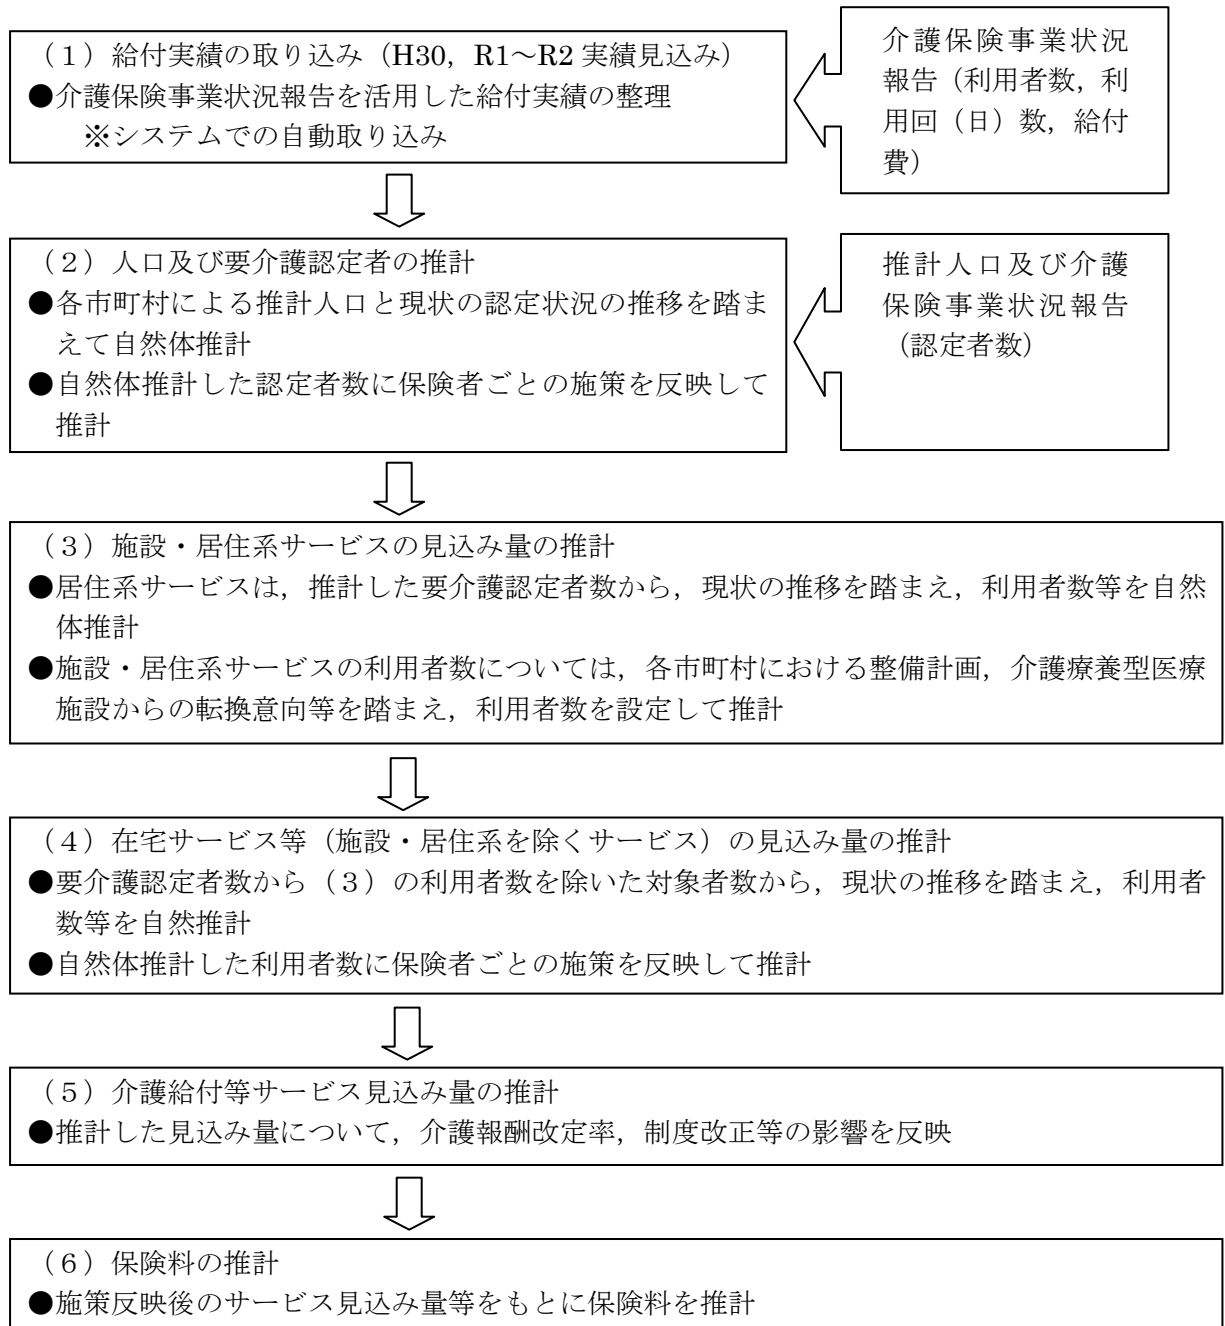 （１）給付実績の取り込み（H30，R1～R2 実績見込み）
●介護保険事業状況報告を活用した給付実績の整理
※システムでの自動取り込み
介護保険事業状況
報告（利用者数，利
用回（日）数，給付
費）
（２）人口及び要介護認定者の推計
●各市町村による推計人口と現状の認定状況の推移を踏ま
えて自然体推計
●自然体推計した認定者数に保険者ごとの施策を反映して
推計
推計人口及び介護
保険事業状況報告
（認定者数）
（３）施設・居住系サービスの見込み量の推計
●居住系サービスは，推計した要介護認定者数から，現状の推移を踏まえ，利用者数等を自然
体推計
●施設・居住系サービスの利用者数については，各市町村における整備計画，介護療養型医療
施設からの転換意向等を踏まえ，利用者数を設定して推計
（４）在宅サービス等（施設・居住系を除くサービス）の見込み量の推計
●要介護認定者数から（３）の利用者数を除いた対象者数から，現状の推移を踏まえ，利用者
数等を自然推計
●自然体推計した利用者数に保険者ごとの施策を反映して推計
（５）介護給付等サービス見込み量の推計
●推計した見込み量について，介護報酬改定率，制度改正等の影響を反映
（６）保険料の推計
●施策反映後のサービス見込み量等をもとに保険料を推計